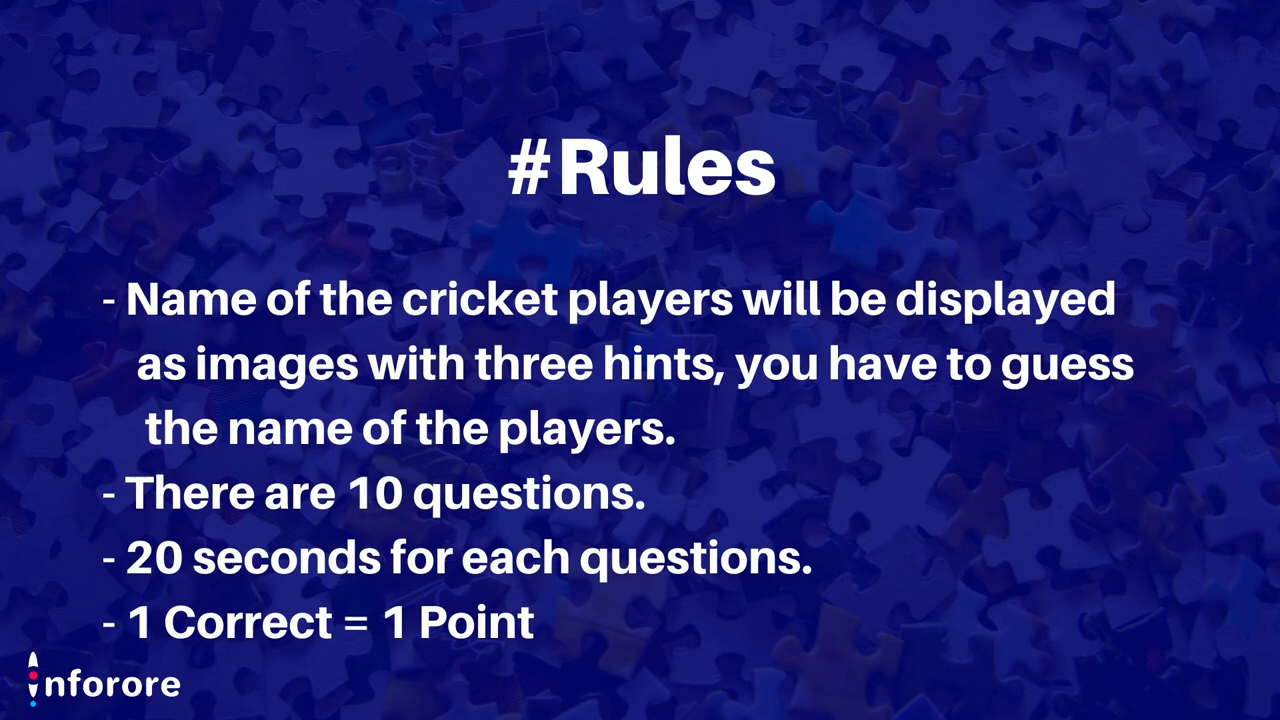 #Rules
- Name of the cricket players will be displayed
as images with three hints, you have to guess
the name of the players.
- There are 10 questions.
- 20 seconds for each questions.
- 1 Correct = 1 Point
inforore